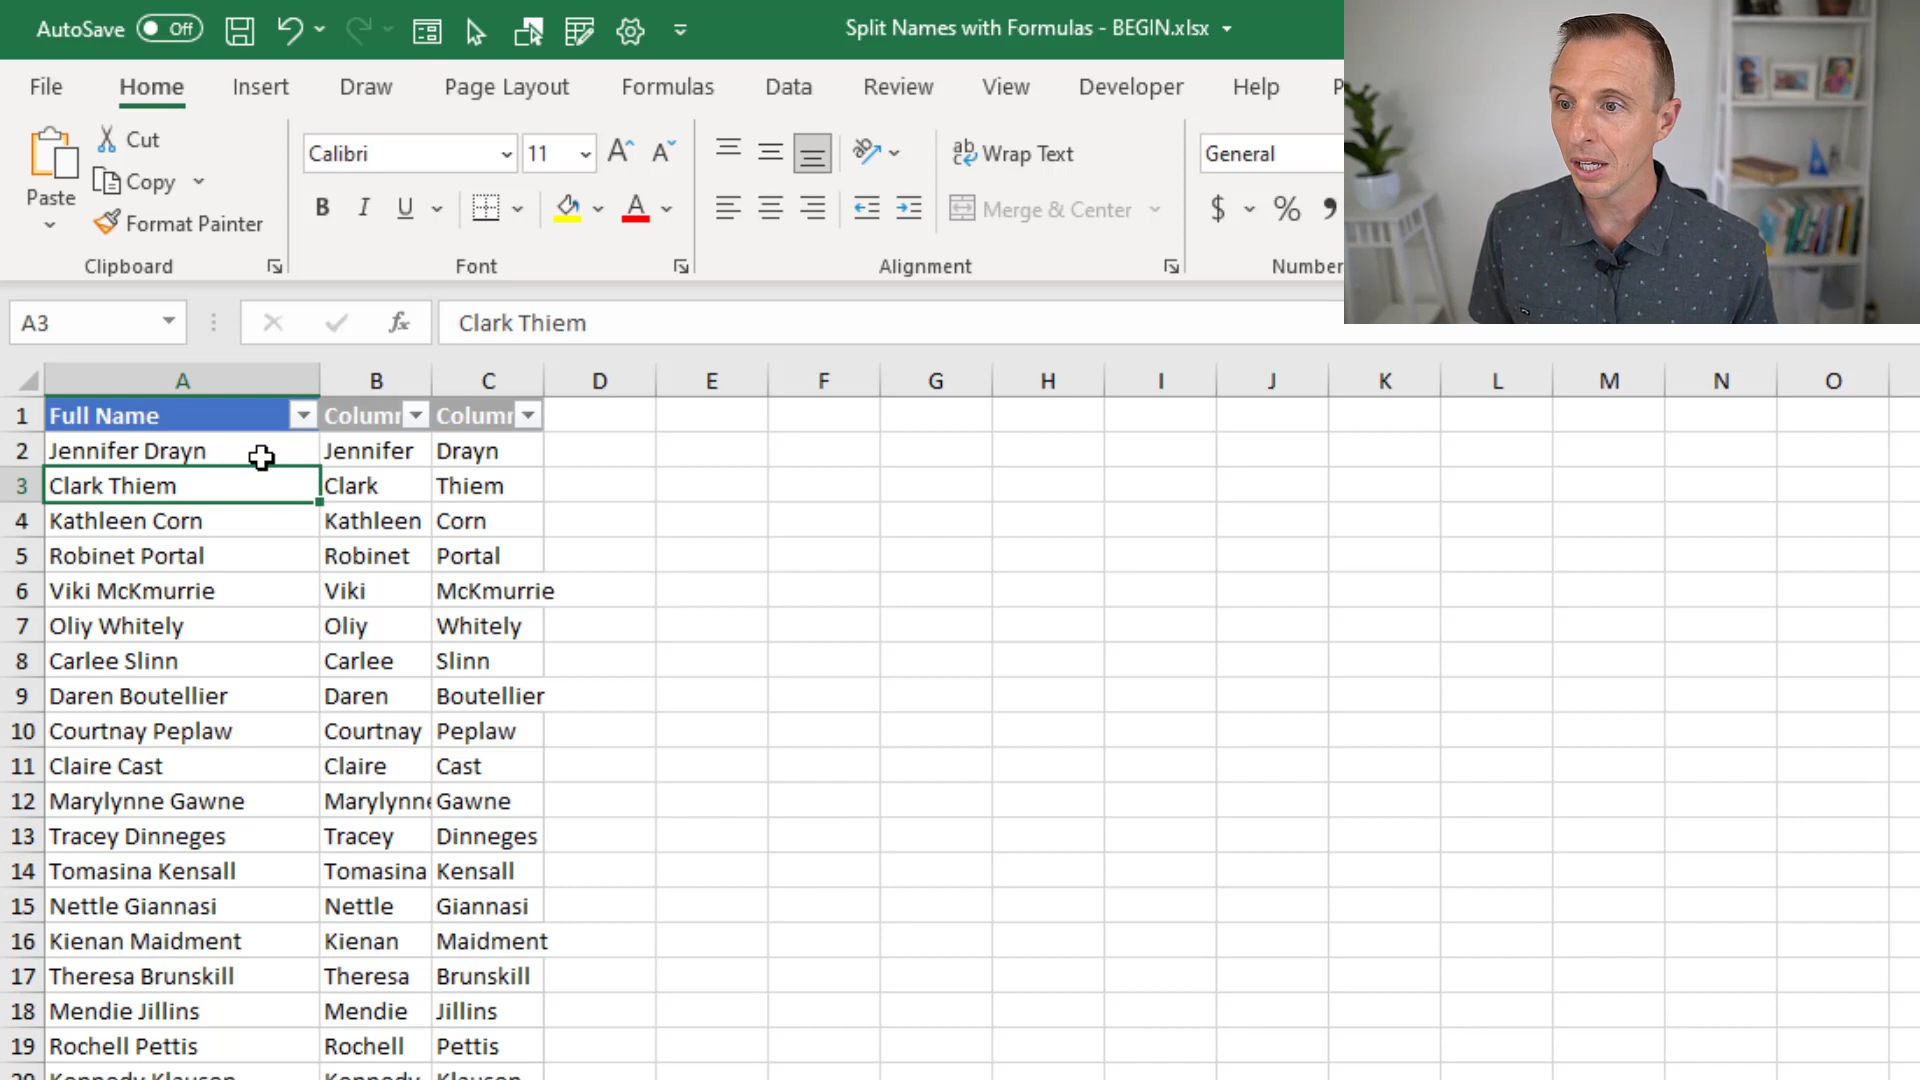 AutoSave Off Split Names with Formulas - BEGIN.xlsx
File Home Insert Draw Page Layout Formulas Data Review View Developer Help P
Cut
Copy
Format Painter
Paste
Calibri 11
B I U A
ab Wrap Text
Merge & Center
General
$ % ,
Clipboard Font Alignment Number
A3 fx Clark Thiem
A B C D E F G H I J K L M N O
1 Full Name Column Column
2 Jennifer Drayn Jennifer Drayn
3 Clark Thiem Clark Thiem
4 Kathleen Corn Kathleen Corn
5 Robinet Portal Robinet Portal
6 Viki McKmurrie Viki McKmurrie
7 Oliy Whitely Oliy Whitely
8 Carlee Slinn Carlee Slinn
9 Daren Boutellier Daren Boutellier
10 Courtnay Peplaw Courtnay Peplaw
11 Claire Cast Claire Cast
12 Marylynne Gawne Marylynne Gawne
13 Tracey Dinneges Tracey Dinneges
14 Tomasina Kensall Tomasina Kensall
15 Nettle Giannasi Nettle Giannasi
16 Kienan Maidment Kienan Maidment
17 Theresa Brunskill Theresa Brunskill
18 Mendie Jillins Mendie Jillins
19 Rochell Pettis Rochell Pettis